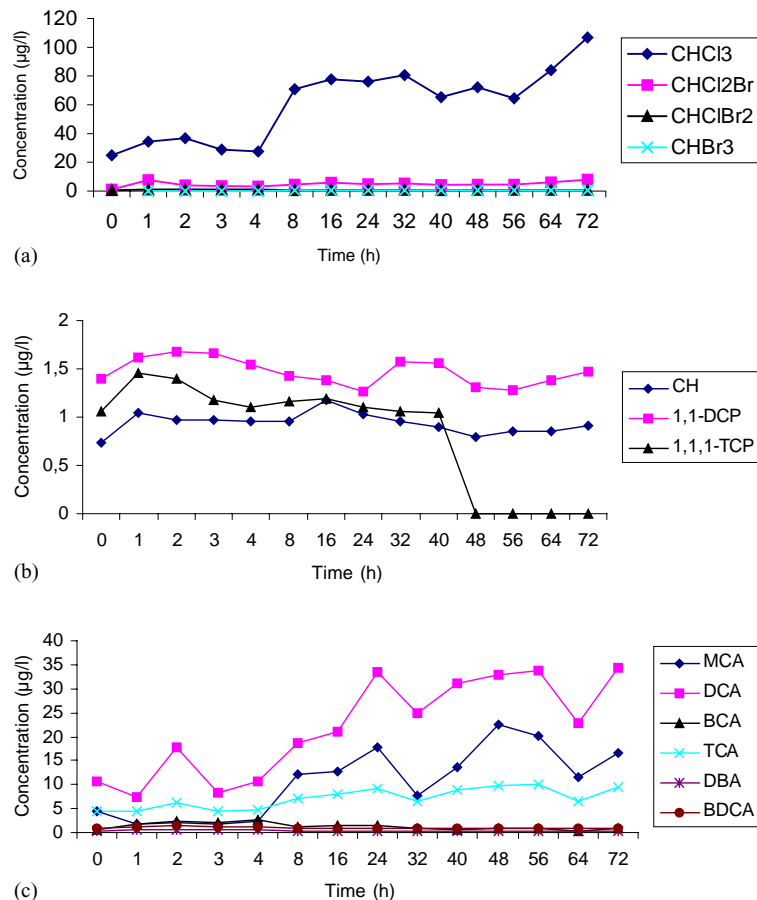 120
100
80
60
40
20
0
Concentration (µg/l)
0 1 2 3 4 8 16 24 32 40 48 56 64 72
Time (h)
CHCl3
CHCl2Br
CHClBr2
CHBr3
(a)
2
1,5
1
0,5
0
Concentration (µg/l)
0 1 2 3 4 8 16 24 32 40 48 56 64 72
Time (h)
CH
1,1-DCP
1,1,1-TCP
(b)
40
35
30
25
20
15
10
5
0
Concentration (µg/l)
0 1 2 3 4 8 16 24 32 40 48 56 64 72
Time (h)
MCA
DCA
BCA
TCA
DBA
BDCA
(c)